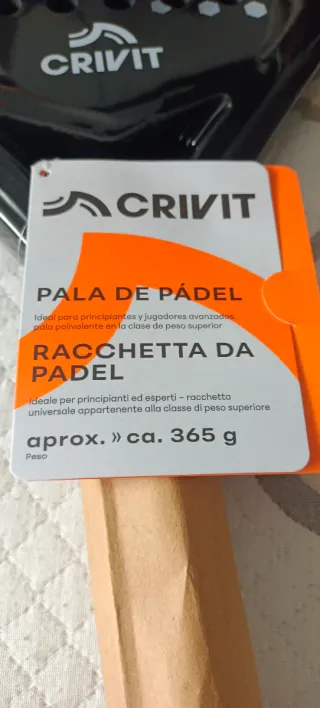 CRIVIT
CRIVIT
PALA DE PÁDEL
Ideal para principiantes y jugadores avanzados:
pala polivalente en la clase de peso superior
RACCHETTA DA
PADEL
Ideale per principianti ed esperti – racchetta
universale appartenente alla classe di peso superiore
aprox. » ca. 365 g
Peso